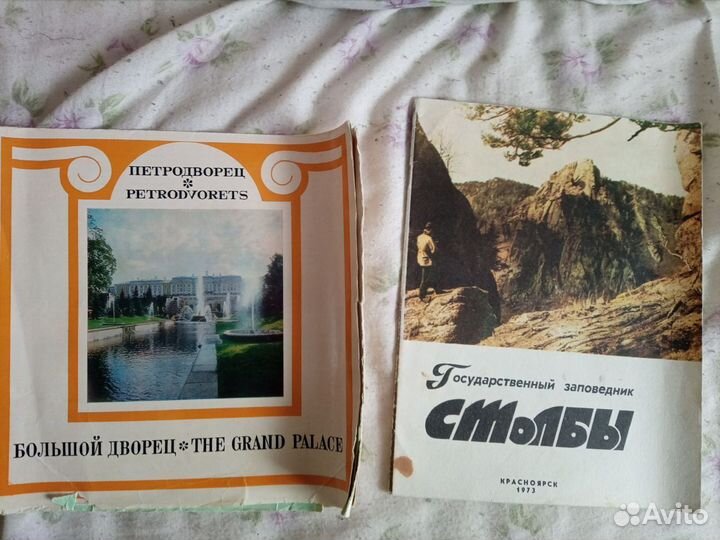 ПЕТРОДВОРЕЦ
*
PETRODVORETS
БОЛЬШОЙ ДВОРЕЦ * THE GRAND PALACE
Государственный заповедник
СТОЛБЫ
КРАСНОЯРСК
1973
Avito